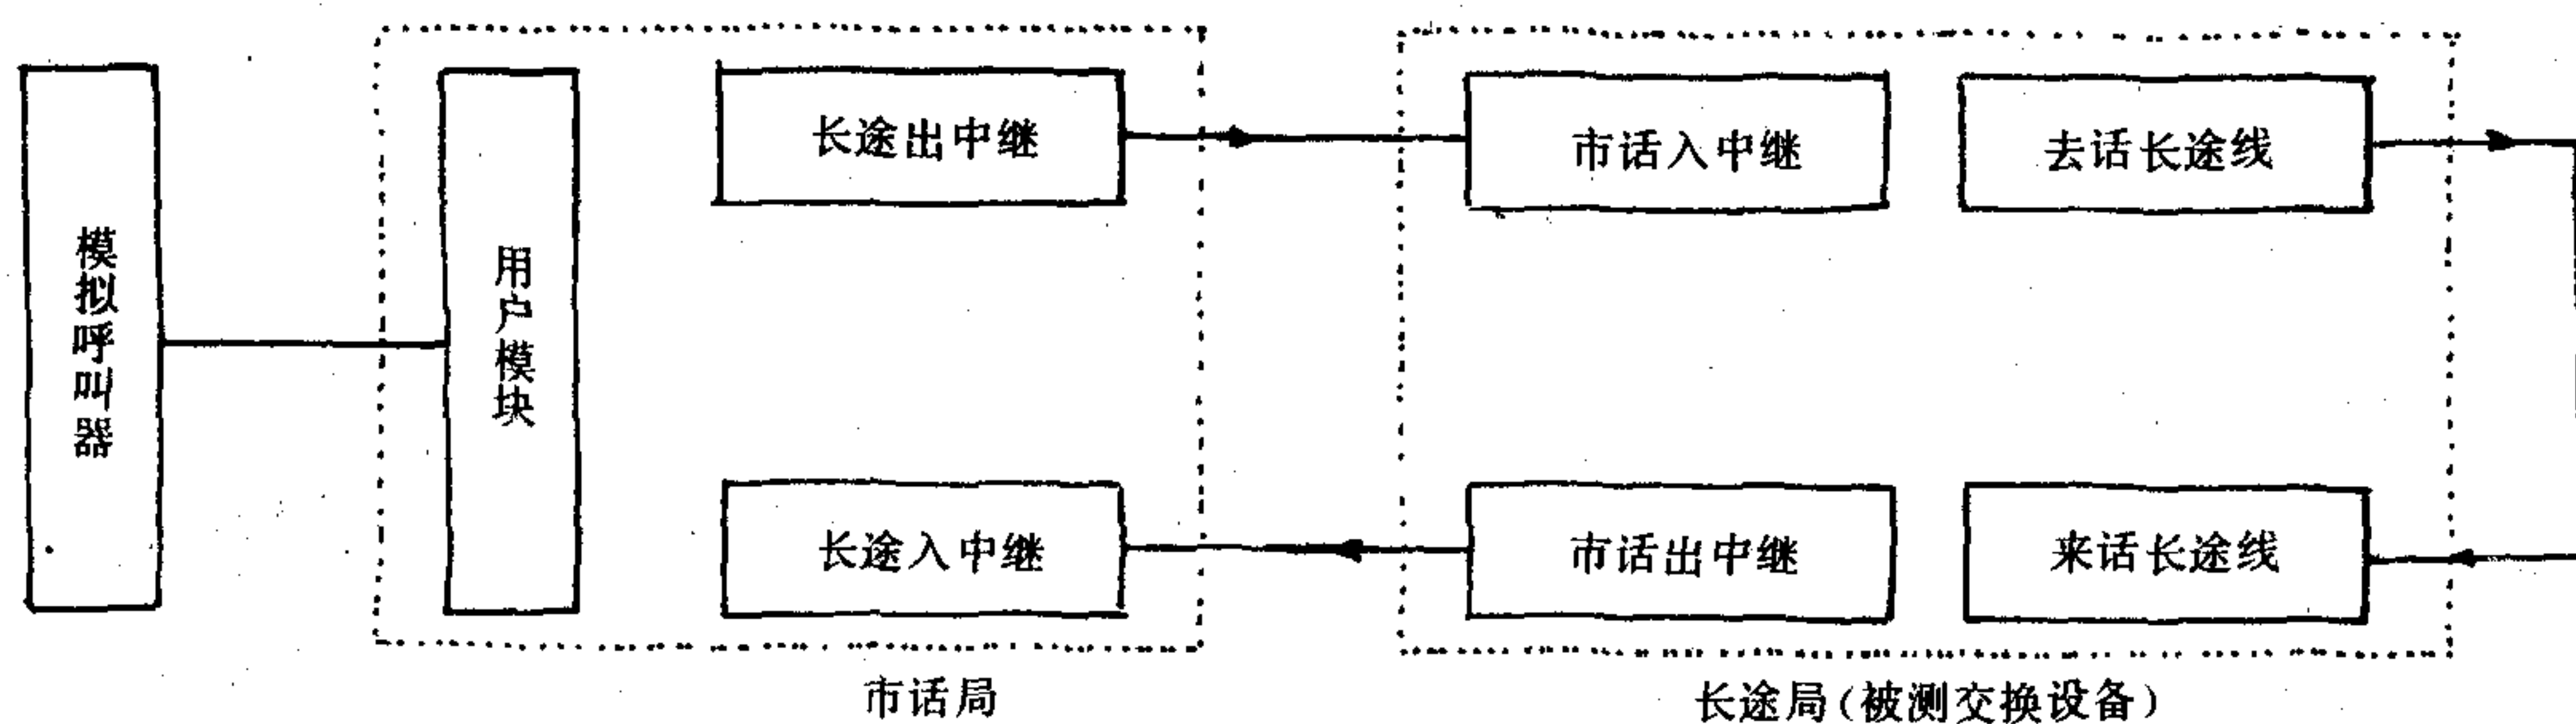 模拟呼叫器
用户模块
长途出中继
长途入中继
市话局
市话入中继
去话长途线
市话出中继
来话长途线
长途局(被测交换设备)